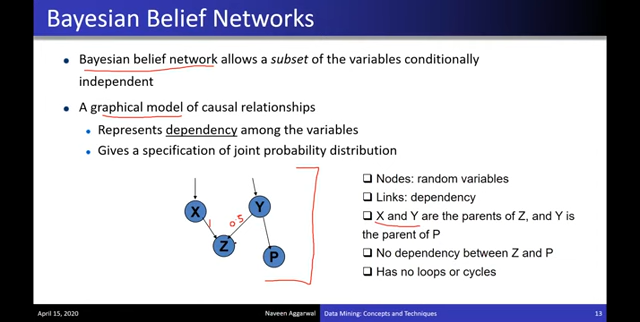 Bayesian Belief Networks
Bayesian belief network allows a subset of the variables conditionally
independent
A graphical model of causal relationships
Represents dependency among the variables
Gives a specification of joint probability distribution
X
Y
Z
P
1
0.5
Nodes: random variables
Links: dependency
X and Y are the parents of Z, and Y is
the parent of P
No dependency between Z and P
Has no loops or cycles
April 15, 2020
Naveen Aggarwal
Data Mining: Concepts and Techniques
13